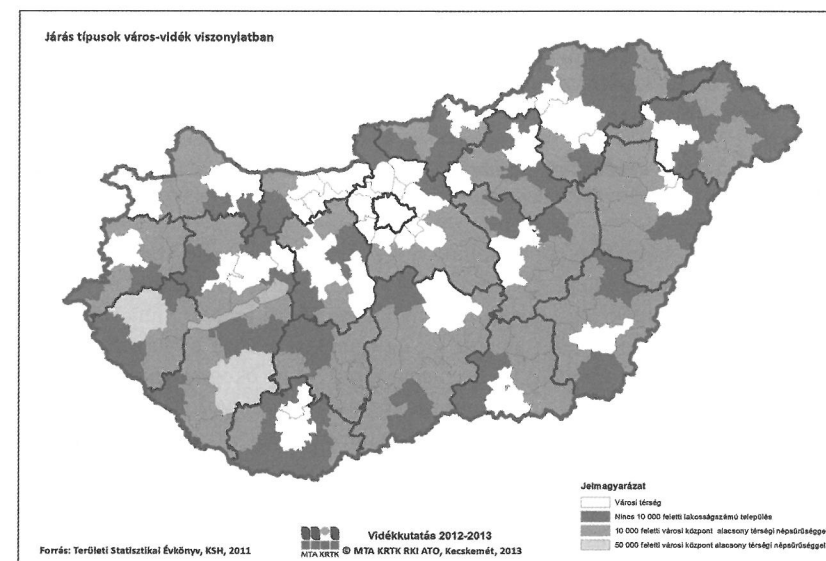 Járás típusok város-vidék viszonylatban
Jelmagyarázat
Városi térség
Nincs 10 000 feletti lakosságszámú település
10 000 feletti városi központ alacsony térségi népsűrűséggel
50 000 feletti városi központ alacsony térségi népsűrűséggel
Vidékkutatás 2012-2013
MTA KRTK
© MTA KRTK RKI ATO, Kecskemét, 2013
Forrás: Területi Statisztikai Évkönyv, KSH, 2011